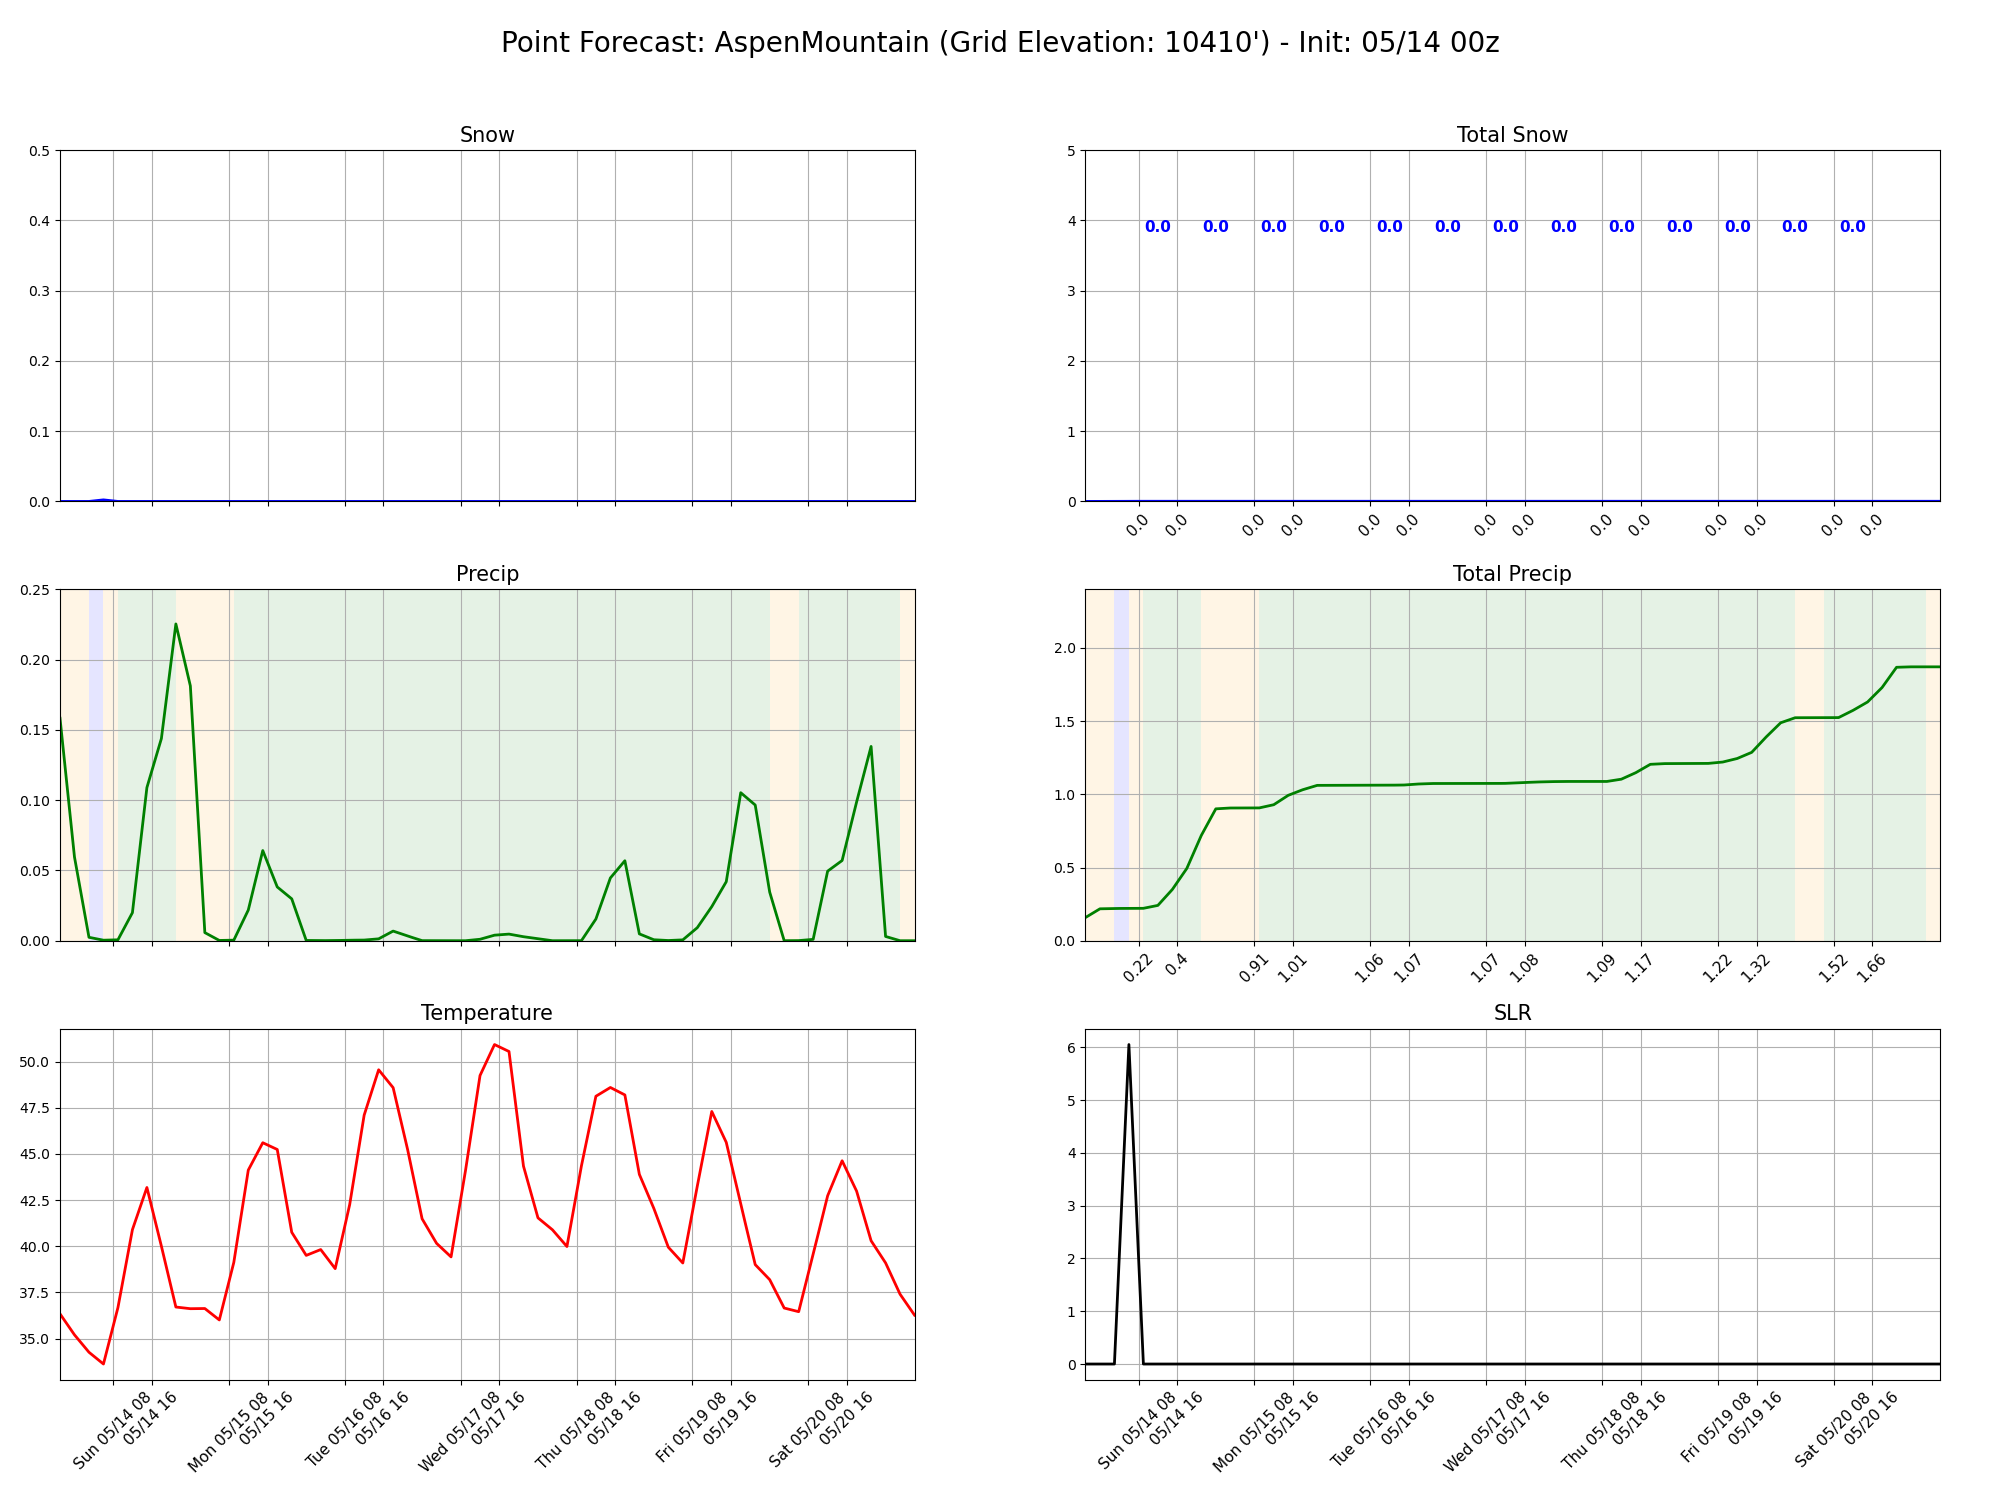 Point Forecast: AspenMountain (Grid Elevation: 10410') - Init: 05/14 00z
Snow
0.5
0.4
0.3
0.2
0.1
0.0
Total Snow
5
4
3
2
1
0
0.0 0.0 0.0 0.0 0.0 0.0 0.0 0.0 0.0 0.0 0.0 0.0 0.0
0.0 0.0 0.0 0.0 0.0 0.0 0.0 0.0 0.0 0.0 0.0 0.0 0.0 0.0
Precip
0.25
0.20
0.15
0.10
0.05
0.00
Total Precip
2.0
1.5
1.0
0.5
0.0
0.22 0.4 0.91 1.01 1.06 1.07 1.07 1.08 1.09 1.17 1.22 1.32 1.52 1.66
Temperature
50.0
47.5
45.0
42.5
40.0
37.5
35.0
Sun 05/14 08
05/14 16
Mon 05/15 08
05/15 16
Tue 05/16 08
05/16 16
Wed 05/17 08
05/17 16
Thu 05/18 08
05/18 16
Fri 05/19 08
05/19 16
Sat 05/20 08
05/20 16
SLR
6
5
4
3
2
1
0
Sun 05/14 08
05/14 16
Mon 05/15 08
05/15 16
Tue 05/16 08
05/16 16
Wed 05/17 08
05/17 16
Thu 05/18 08
05/18 16
Fri 05/19 08
05/19 16
Sat 05/20 08
05/20 16